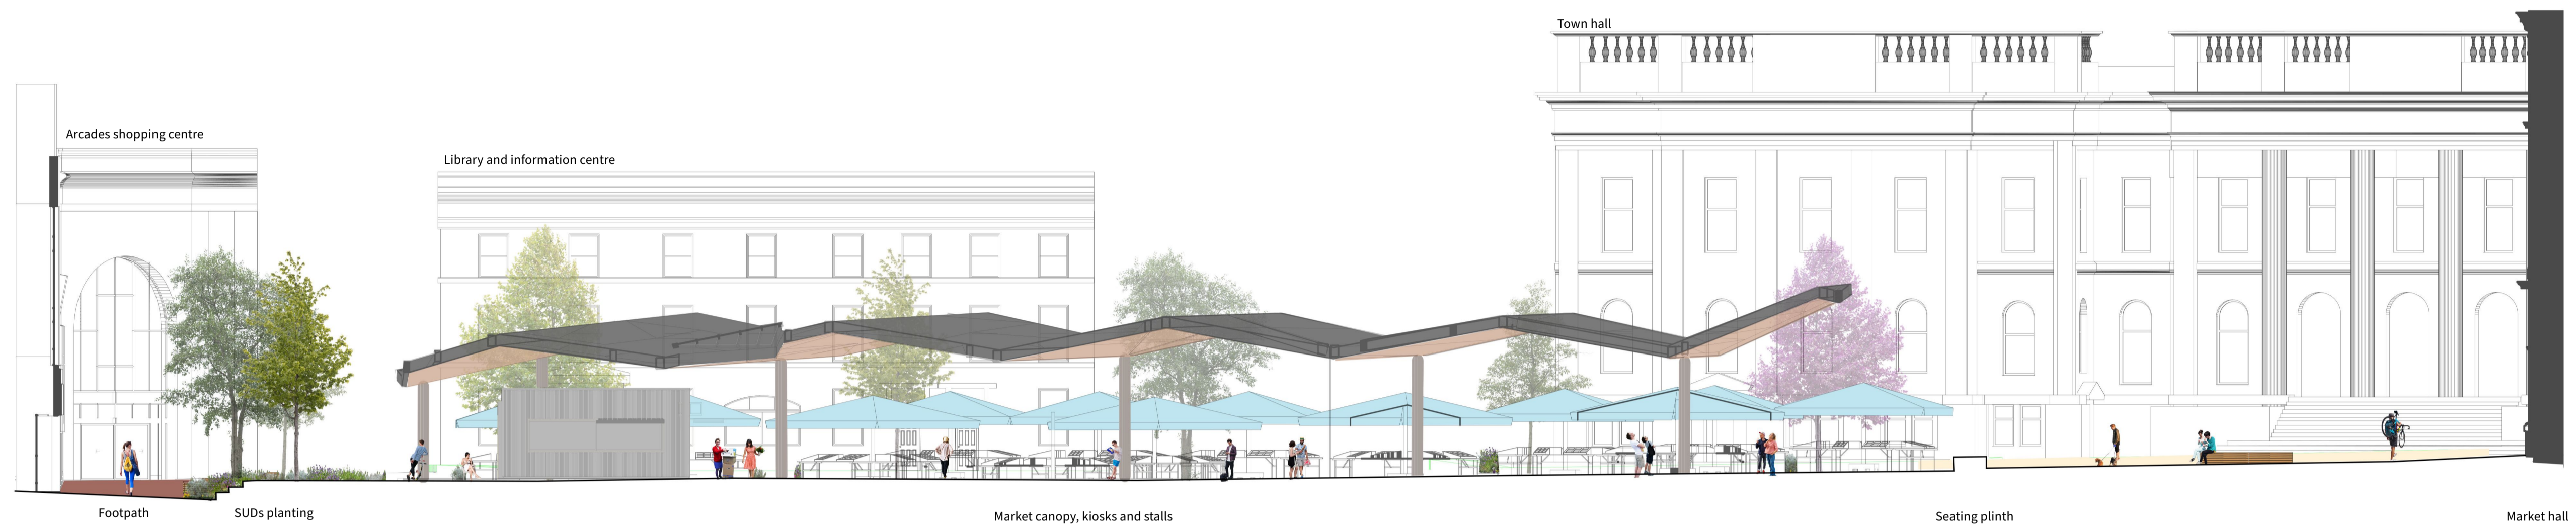 Town hall
Arcades shopping centre
Library and information centre
Footpath
SUDs planting
Market canopy, kiosks and stalls
Seating plinth
Market hall